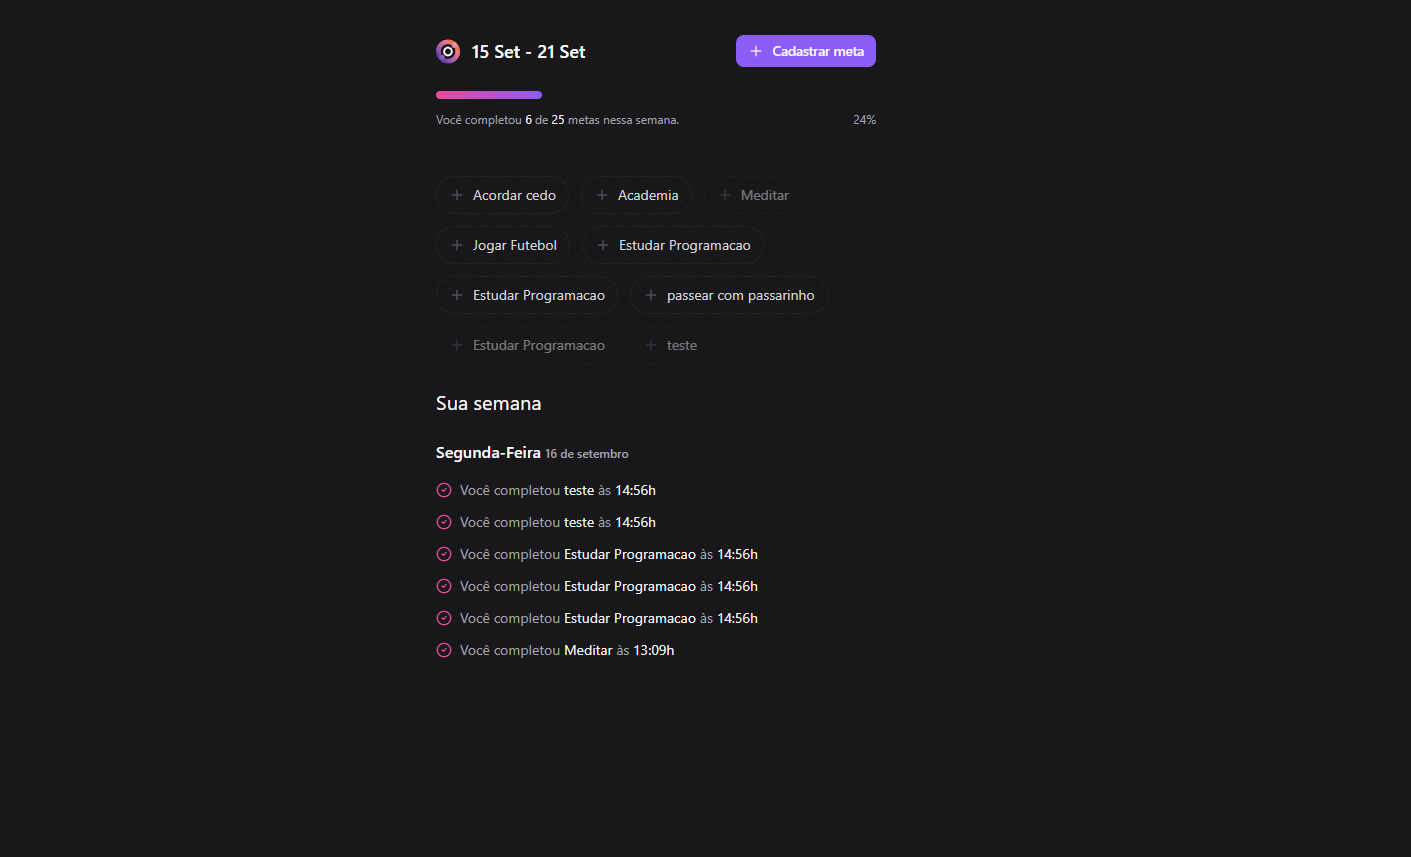 15 Set - 21 Set
Cadastrar meta
Você completou 6 de 25 metas nessa semana. 24%
Acordar cedo Academia Meditar
Jogar Futebol Estudar Programacao
Estudar Programacao passear com passarinho
Estudar Programacao teste
Sua semana
Segunda-Feira 16 de setembro
Você completou teste às 14:56h
Você completou teste às 14:56h
Você completou Estudar Programacao às 14:56h
Você completou Estudar Programacao às 14:56h
Você completou Estudar Programacao às 14:56h
Você completou Meditar às 13:09h